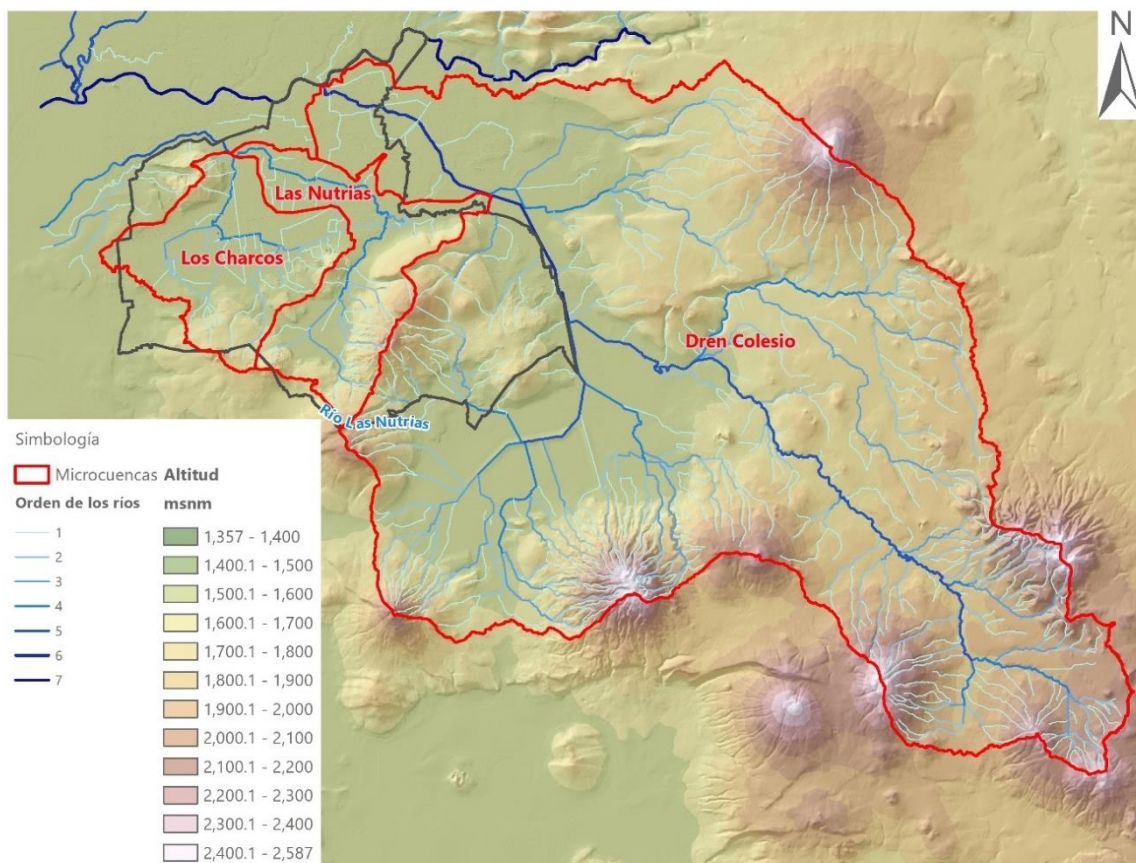 N
Las Nutrias
Los Charcos
Dren Colesio
Río Las Nutrias
Simbología
Microcuencas
Orden de los ríos
1
2
3
4
5
6
7
Altitud
msnm
1,357 - 1,400
1,400.1 - 1,500
1,500.1 - 1,600
1,600.1 - 1,700
1,700.1 - 1,800
1,800.1 - 1,900
1,900.1 - 2,000
2,000.1 - 2,100
2,100.1 - 2,200
2,200.1 - 2,300
2,300.1 - 2,400
2,400.1 - 2,587